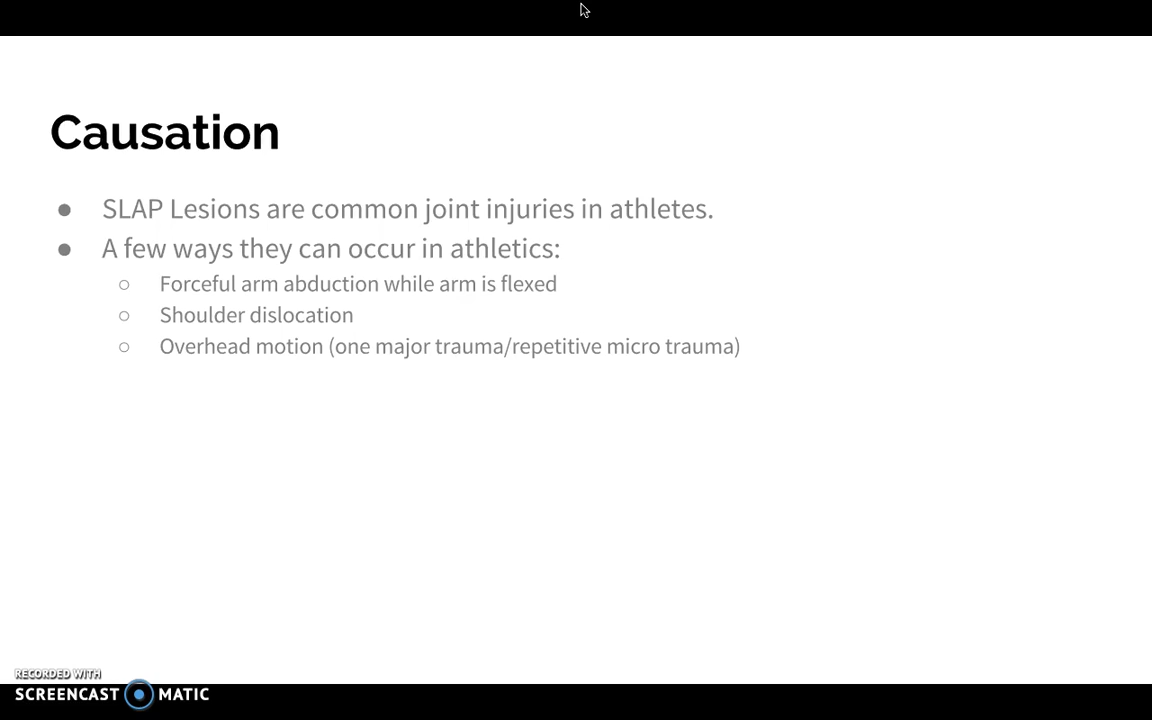 Causation
● SLAP Lesions are common joint injuries in athletes.
● A few ways they can occur in athletics:
○ Forceful arm abduction while arm is flexed
○ Shoulder dislocation
○ Overhead motion (one major trauma/repetitive micro trauma)
RECORDED WITH
SCREENCAST MATIC